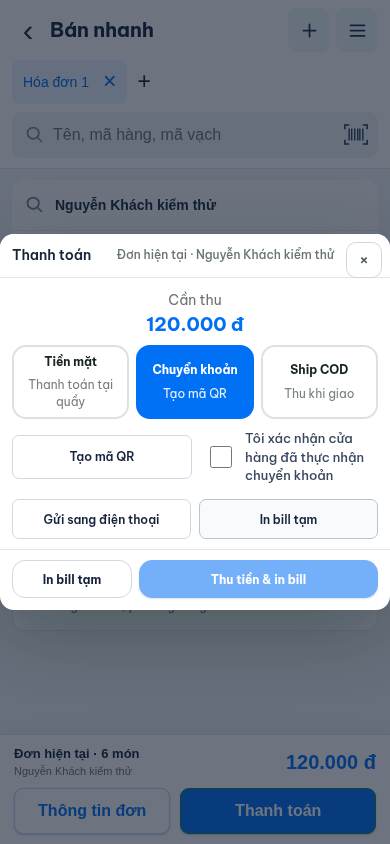 Bán nhanh
Hóa đơn 1
Tên, mã hàng, mã vạch
Nguyễn Khách kiểm thử
Thanh toán
Đơn hiện tại · Nguyễn Khách kiểm thử
Cần thu
120.000 đ
Tiền mặt
Thanh toán tại
quầy
Chuyển khoản
Tạo mã QR
Ship COD
Thu khi giao
Tạo mã QR
Tôi xác nhận cửa
hàng đã thực nhận
chuyển khoản
Gửi sang điện thoại
In bill tạm
In bill tạm
Thu tiền & in bill
Đơn hiện tại · 6 món
Nguyễn Khách kiểm thử
120.000 đ
Thông tin đơn
Thanh toán